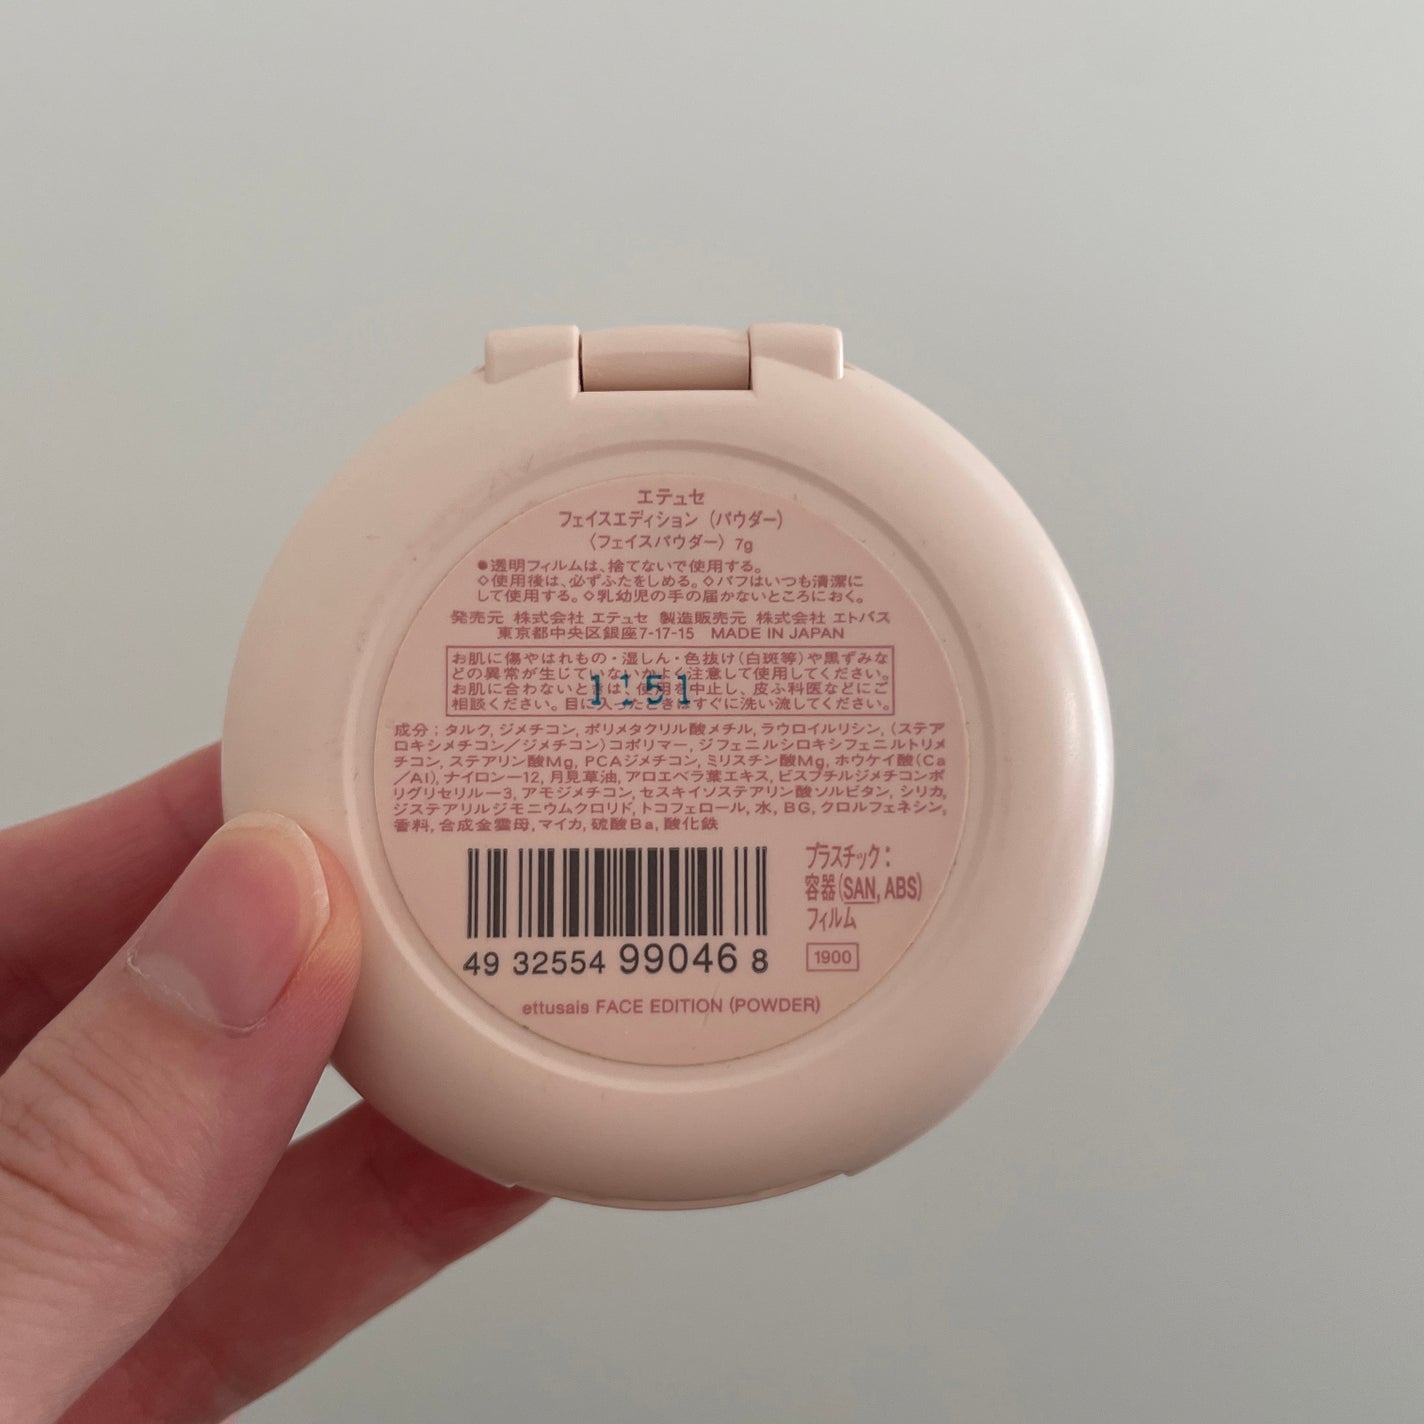 エテュセ
フェイスエディション（パウダー）
〈フェイスパウダー〉7g
●透明フィルムは、捨てないで使用する。
◇使用後は、必ずふたをしめる。◇パフはいつも清潔に
して使用する。◇乳幼児の手の届かないところにおく。
発売元 株式会社 エテュセ 製造販売元 株式会社 エトバス
東京都中央区銀座7-17-15 MADE IN JAPAN
お肌に傷やはれもの・湿しん・色抜け（白斑等）や黒ずみな
どの異常が生じていないかよく注意して使用してください。
お肌に合わないときは、使用を中止し、皮ふ科医などにご
相談ください。目に入ったときはすぐに洗い流してください。
成分；タルク, ジメチコン, ポリメタクリル酸メチル, ラウロイルリシン,（ステア
ロキシメチコン／ジメチコン）コポリマー, ジフェニルシロキシフェニルトリメ
チコン, ステアリン酸Mg, PCAジメチコン, ミリスチン酸Mg, ホウケイ酸（Ca
／Al）, ナイロン－12, 月見草油, アロエベラ葉エキス, ビスブチルジメチコンポ
リグリセリル－3, アモジメチコン, セスキイソステアリン酸ソルビタン, シリカ,
ジステアリルジモニウムクロリド, トコフェロール, 水, BG, クロルフェネシン,
香料, 合成金雲母, マイカ, 硫酸Ba, 酸化鉄
プラスチック：
容器（SAN, ABS）
フィルム
1900
49 32554 99046 8
ettusais FACE EDITION (POWDER)